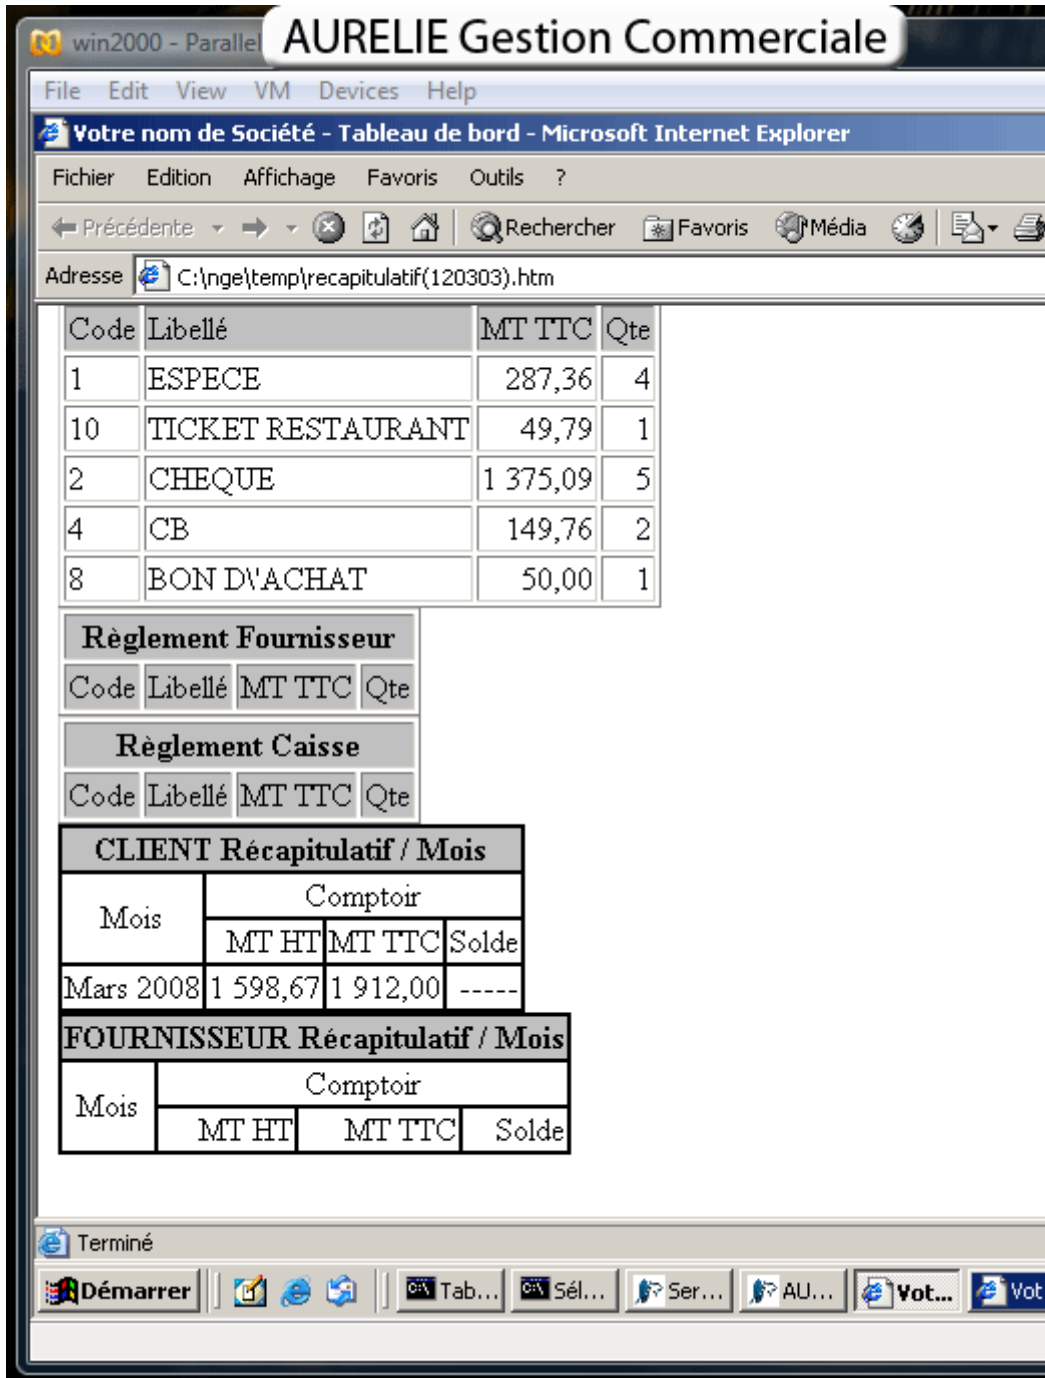 AURELIE Gestion Commerciale
win2000 - Parallel
File Edit View VM Devices Help
Votre nom de Société - Tableau de bord - Microsoft Internet Explorer
Fichier Edition Affichage Favoris Outils ?
Précédente Rechercher Favoris Média
Adresse C:\nge\temp\recapitulatif(120303).htm
Code Libellé MT TTC Qte
1 ESPECE 287,36 4
10 TICKET RESTAURANT 49,79 1
2 CHEQUE 1 375,09 5
4 CB 149,76 2
8 BON D\'ACHAT 50,00 1
Règlement Fournisseur
Code Libellé MT TTC Qte
Règlement Caisse
Code Libellé MT TTC Qte
CLIENT Récapitulatif / Mois
Mois Comptoir
MT HT MT TTC Solde
Mars 2008 1 598,67 1 912,00 -----
FOURNISSEUR Récapitulatif / Mois
Mois Comptoir
MT HT MT TTC Solde
Terminé
Démarrer Tab... Sél... Ser... AU... Vot... Vot